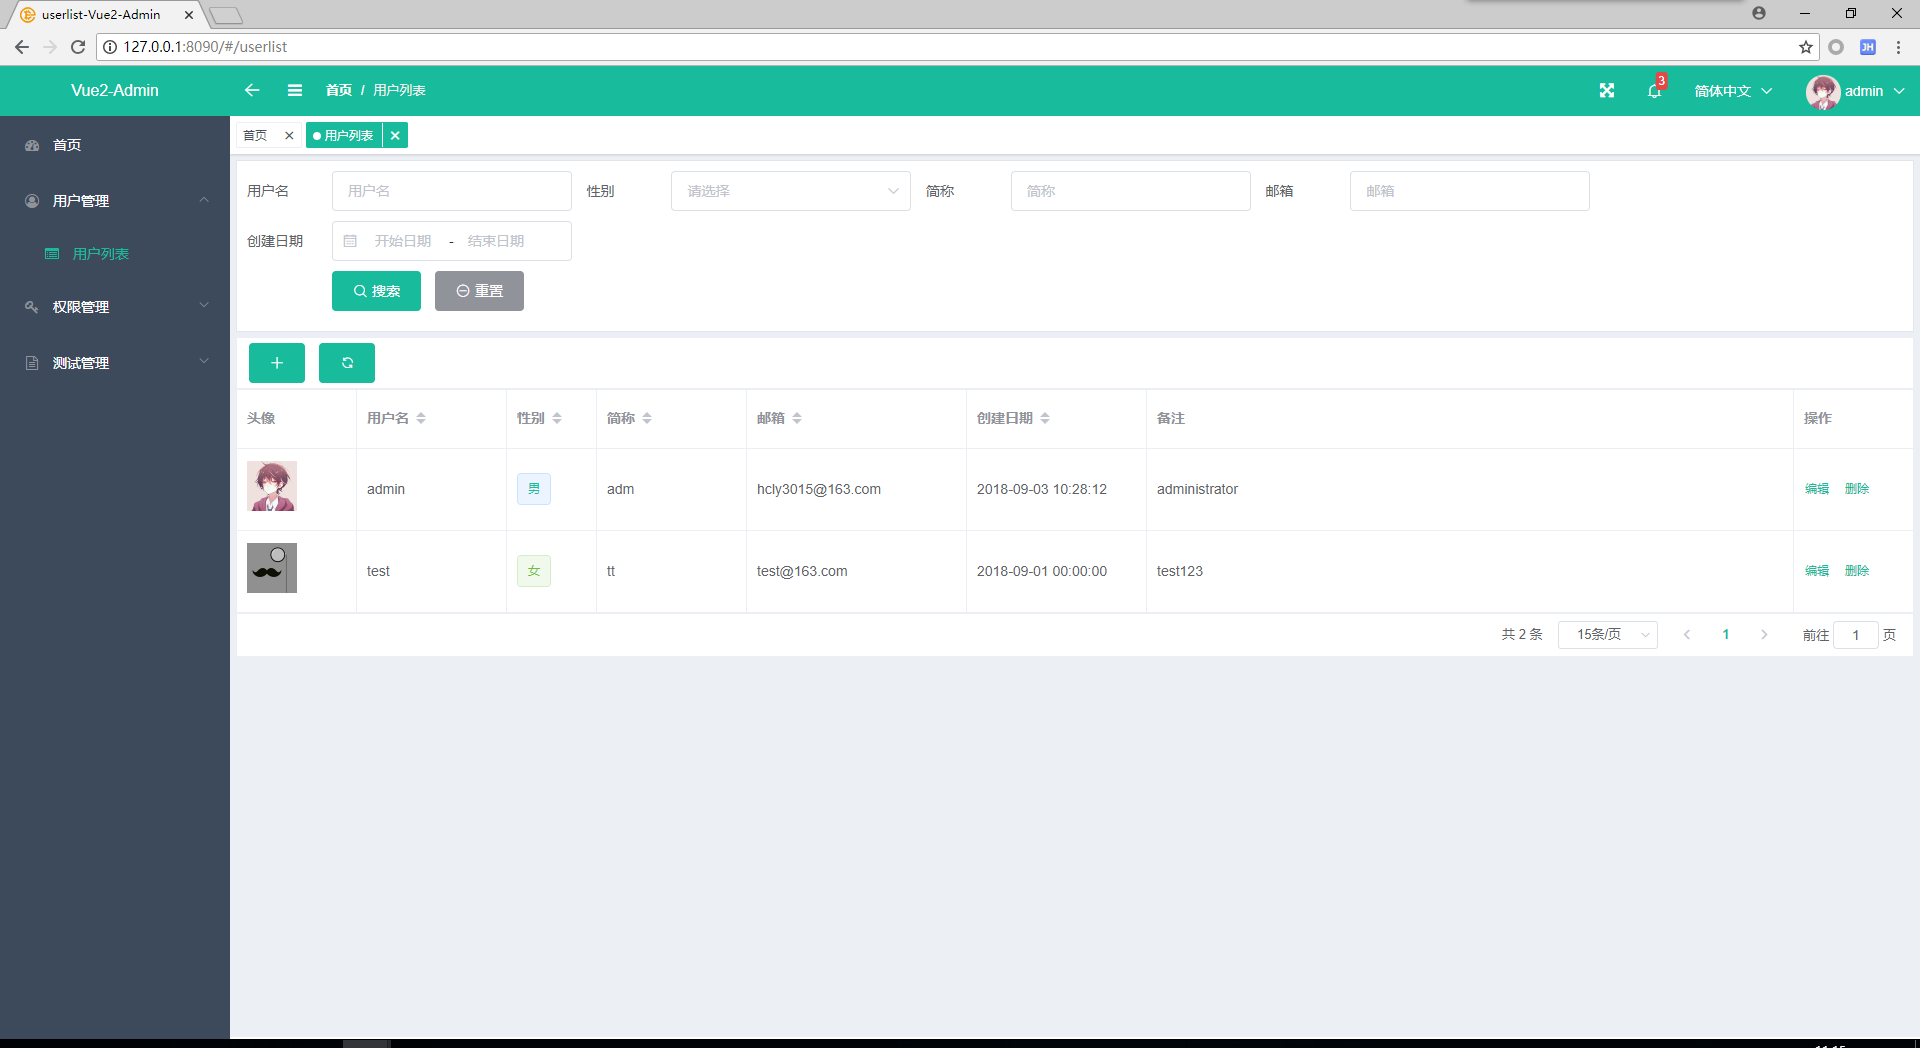 userlist-Vue2-Admin
127.0.0.1:8090/#/userlist
JH
Vue2-Admin
首页 / 用户列表
3
简体中文
admin
首页
用户管理
用户列表
权限管理
测试管理
首页
用户列表
用户名 用户名 性别 请选择 简称 简称 邮箱 邮箱
创建日期 开始日期 - 结束日期
搜索 重置
头像 用户名 性别 简称 邮箱 创建日期 备注 操作
admin 男 adm hcly3015@163.com 2018-09-03 10:28:12 administrator 编辑 删除
test 女 tt test@163.com 2018-09-01 00:00:00 test123 编辑 删除
共 2 条 15条/页 1 前往 1 页